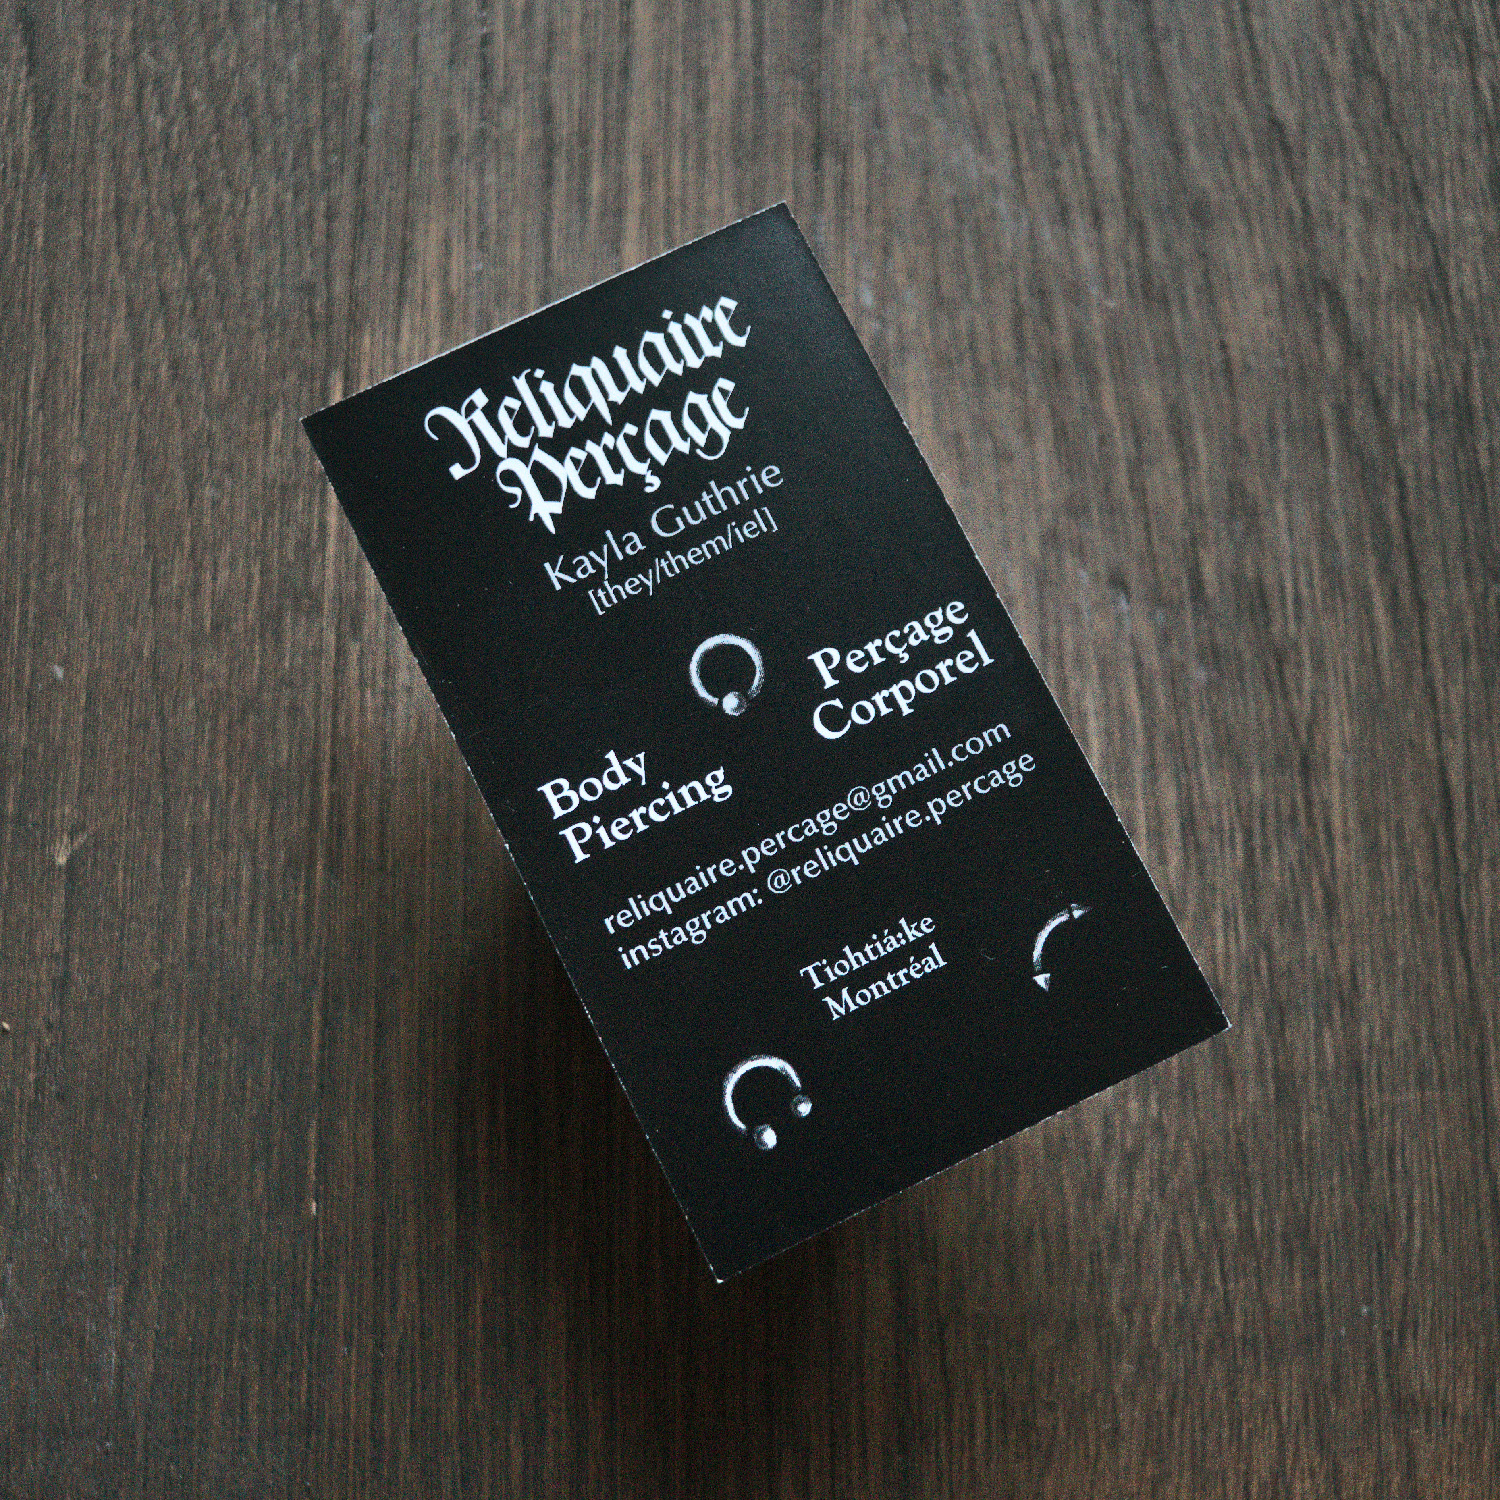 Reliquaire
Perçage
Kayla Guthrie
[they/them/iel]
Perçage
Corporel
Body
Piercing
reliquaire.percage@gmail.com
instagram: @reliquaire.percage
Tiohtiá:ke
Montréal